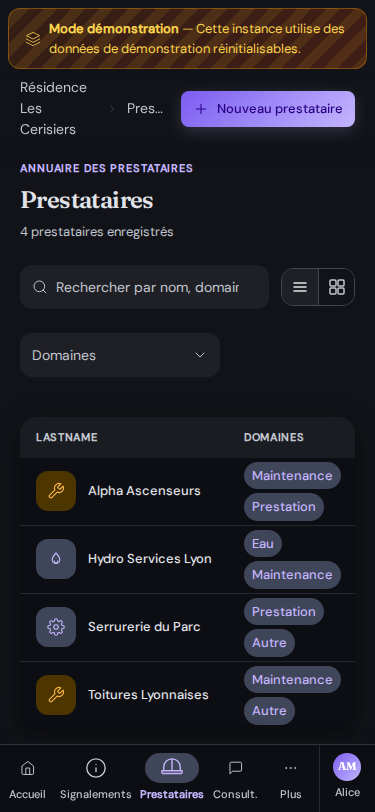 Mode démonstration — Cette instance utilise des
données de démonstration réinitialisables.
Résidence
Les
Cerisiers
Pres...
Nouveau prestataire
ANNUAIRE DES PRESTATAIRES
Prestataires
4 prestataires enregistrés
Rechercher par nom, domair
Domaines
LASTNAME DOMAINES
Alpha Ascenseurs Maintenance
Prestation
Hydro Services Lyon Eau
Maintenance
Serrurerie du Parc Prestation
Autre
Toitures Lyonnaises Maintenance
Autre
AM
Accueil Signalements Prestataires Consult. Plus Alice